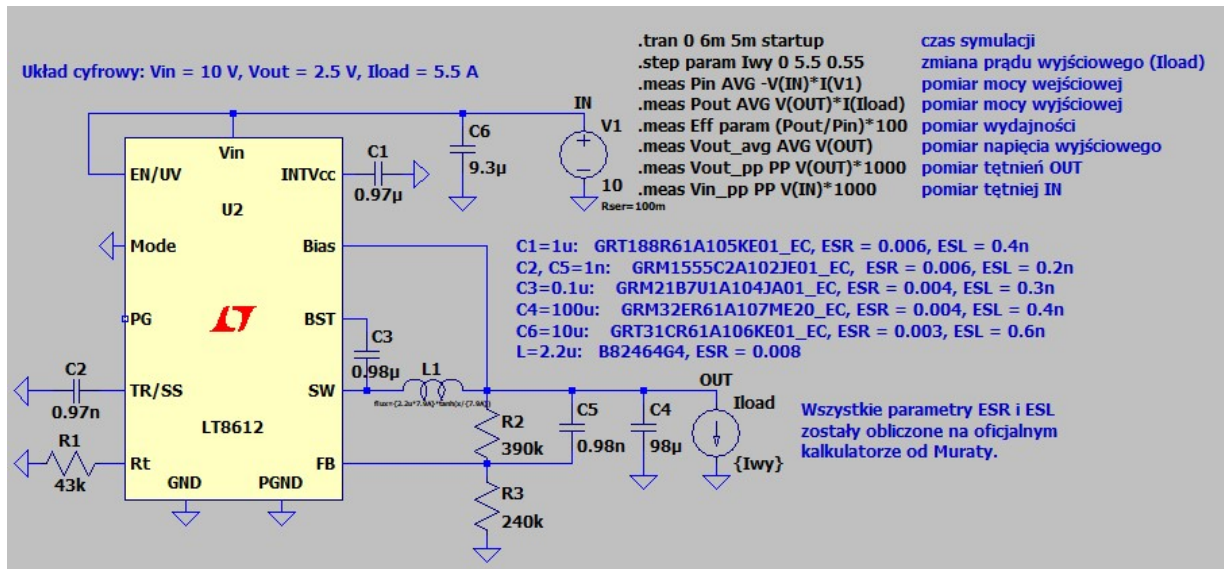 .tran 0 6m 5m startup czas symulacji
Układ cyfrowy: Vin = 10 V, Vout = 2.5 V, Iload = 5.5 A
.step param Iwy 0 5.5 0.55 zmiana prądu wyjściowego (Iload)
.meas Pin AVG -V(IN)*I(V1) pomiar mocy wejściowej
.meas Pout AVG V(OUT)*I(Iload) pomiar mocy wyjściowej
.meas Eff param (Pout/Pin)*100 pomiar wydajności
.meas Vout_avg AVG V(OUT) pomiar napięcia wyjściowego
.meas Vout_pp PP V(OUT)*1000 pomiar tętnień OUT
.meas Vin_pp PP V(IN)*1000 pomiar tętniej IN
IN
V1
10
Rser=100m
C6
9.3µ
C1
0.97µ
Vin
EN/UV
INTVcc
U2
Mode
Bias
PG
BST
TR/SS
SW
LT8612
Rt
FB
GND
PGND
C1=1u: GRT188R61A105KE01_EC, ESR = 0.006, ESL = 0.4n
C2, C5=1n: GRM1555C2A102JE01_EC, ESR = 0.006, ESL = 0.2n
C3=0.1u: GRM21B7U1A104JA01_EC, ESR = 0.004, ESL = 0.3n
C4=100u: GRM32ER61A107ME20_EC, ESR = 0.004, ESL = 0.4n
C6=10u: GRT31CR61A106KE01_EC, ESR = 0.003, ESL = 0.6n
L=2.2u: B82464G4, ESR = 0.008
C3
0.98µ
L1
flux={2.2u*7.9A}*tanh(x/{7.9A})
C2
0.97n
R1
43k
R2
390k
C5
0.98n
C4
98µ
OUT
Iload
{Iwy}
R3
240k
Wszystkie parametry ESR i ESL
zostały obliczone na oficjalnym
kalkulatorze od Muraty.